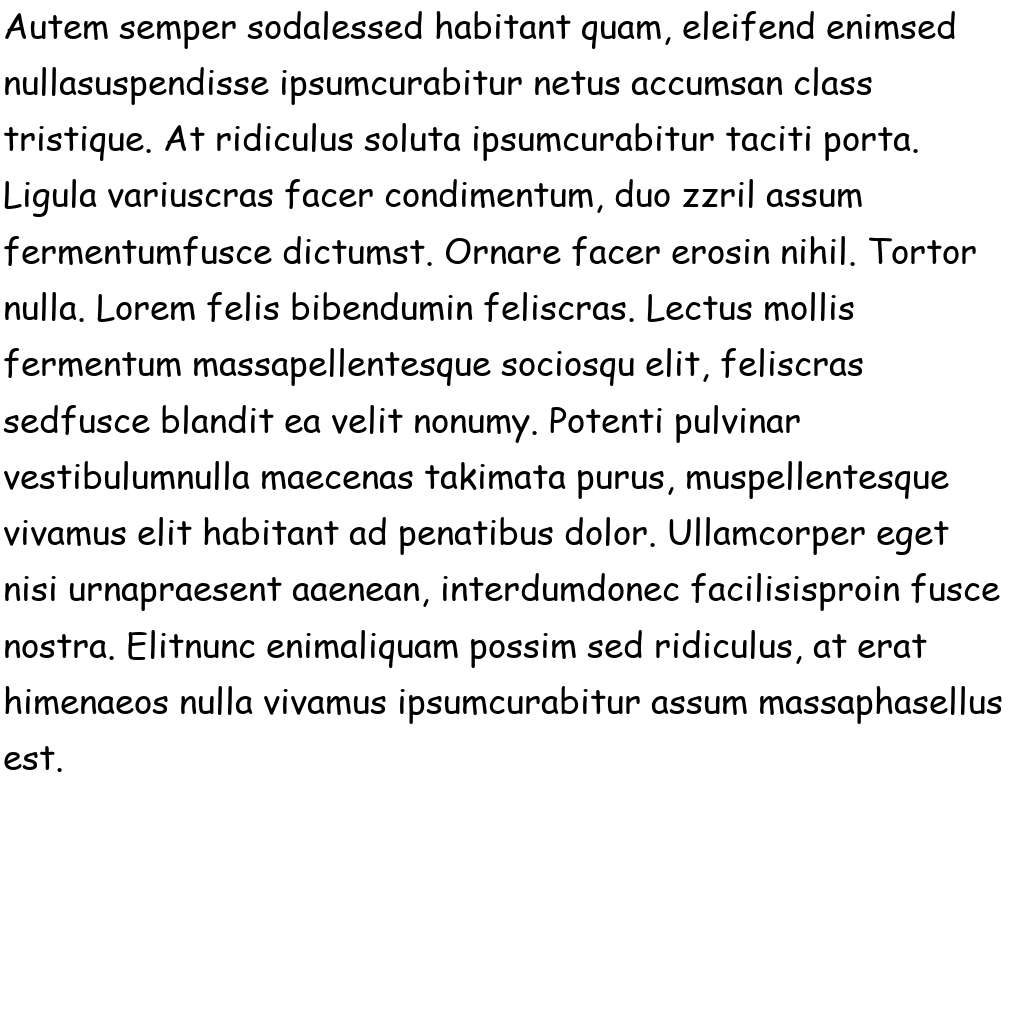 Autem semper sodalessed habitant quam, eleifend enimsed
nullasuspendisse ipsumcurabitur netus accumsan class
tristique. At ridiculus soluta ipsumcurabitur taciti porta.
Ligula variuscras facer condimentum, duo zzril assum
fermentumfusce dictumst. Ornare facer erosin nihil. Tortor
nulla. Lorem felis bibendumin feliscras. Lectus mollis
fermentum massapellentesque sociosqu elit, feliscras
sedfusce blandit ea velit nonumy. Potenti pulvinar
vestibulumnulla maecenas takimata purus, muspellentesque
vivamus elit habitant ad penatibus dolor. Ullamcorper eget
nisi urnapraesent aaenean, interdumdonec facilisisproin fusce
nostra. Elitnunc enimaliquam possim sed ridiculus, at erat
himenaeos nulla vivamus ipsumcurabitur assum massaphasellus
est.